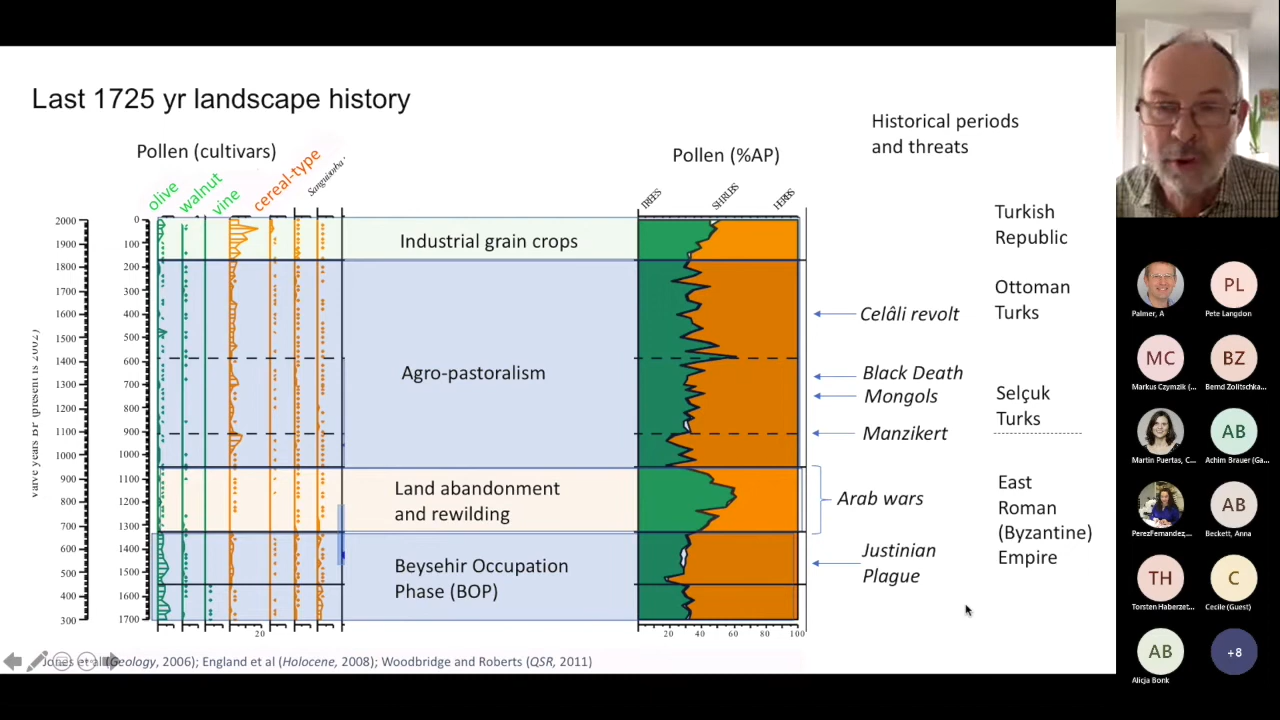 Last 1725 yr landscape history
Pollen (cultivars)
olive
walnut
vine
cereal-type
Pollen (%AP)
TREES
SHRUBS
HERBS
Historical periods
and threats
2000
1900
1800
1700
1600
1500
1400
1300
1200
1100
1000
900
800
700
600
500
400
300
0
100
200
300
400
500
600
700
800
900
1000
1100
1200
1300
1400
1500
1600
1700
20
Industrial grain crops
Agro-pastoralism
Land abandonment
and rewilding
Beysehir Occupation
Phase (BOP)
20
40
60
80
100
Celâli revolt
Black Death
Mongols
Manzikert
Arab wars
Justinian
Plague
Turkish
Republic
Ottoman
Turks
Selçuk
Turks
East
Roman
(Byzantine)
Empire
Jones et al (Geology, 2006); England et al (Holocene, 2008); Woodbridge and Roberts (QSR, 2011)
Palmer, A
PL
Pete Langdon
MC
Markus Czymzik (...
BZ
Bernd Zolitschka...
Martin Puertas, C...
AB
Achim Brauer (Ga...
PerezFernandez,...
AB
Beckett, Anna
TH
Torsten Haberzet...
C
Cecile (Guest)
AB
Alicja Bonk
+8